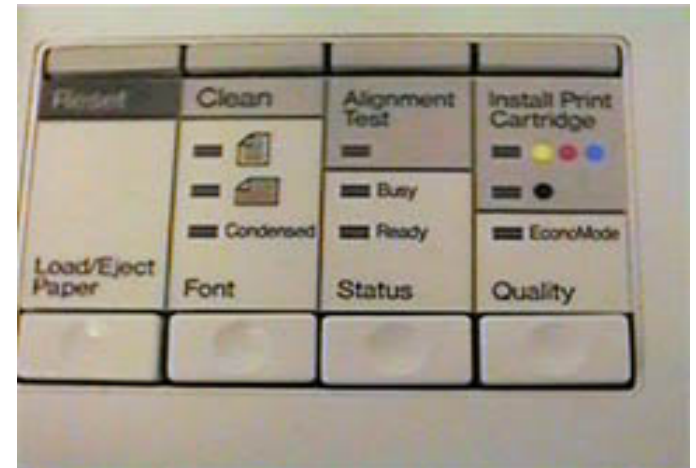 Reset
Load/Eject
Paper
Clean
Condensed
Font
Alignment
Test
Busy
Ready
Status
Install Print
Cartridge
EconoMode
Quality